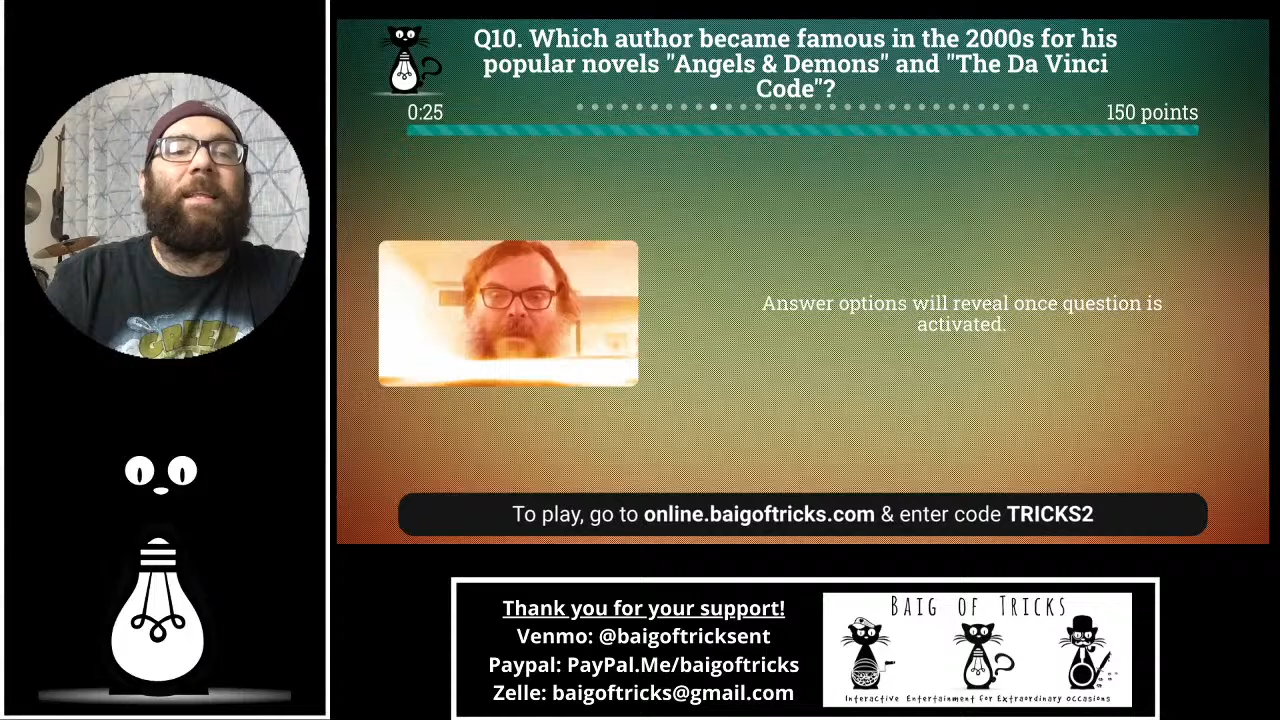 Q10. Which author became famous in the 2000s for his
popular novels "Angels & Demons" and "The Da Vinci
Code"?
0:25
150 points
Answer options will reveal once question is
activated.
To play, go to online.baigoftricks.com & enter code TRICKS2
GREEN
Thank you for your support!
Venmo: @baigoftricksent
Paypal: PayPal.Me/baigoftricks
Zelle: baigoftricks@gmail.com
BAIG OF TRICKS
Interactive Entertainment for Extraordinary occasions